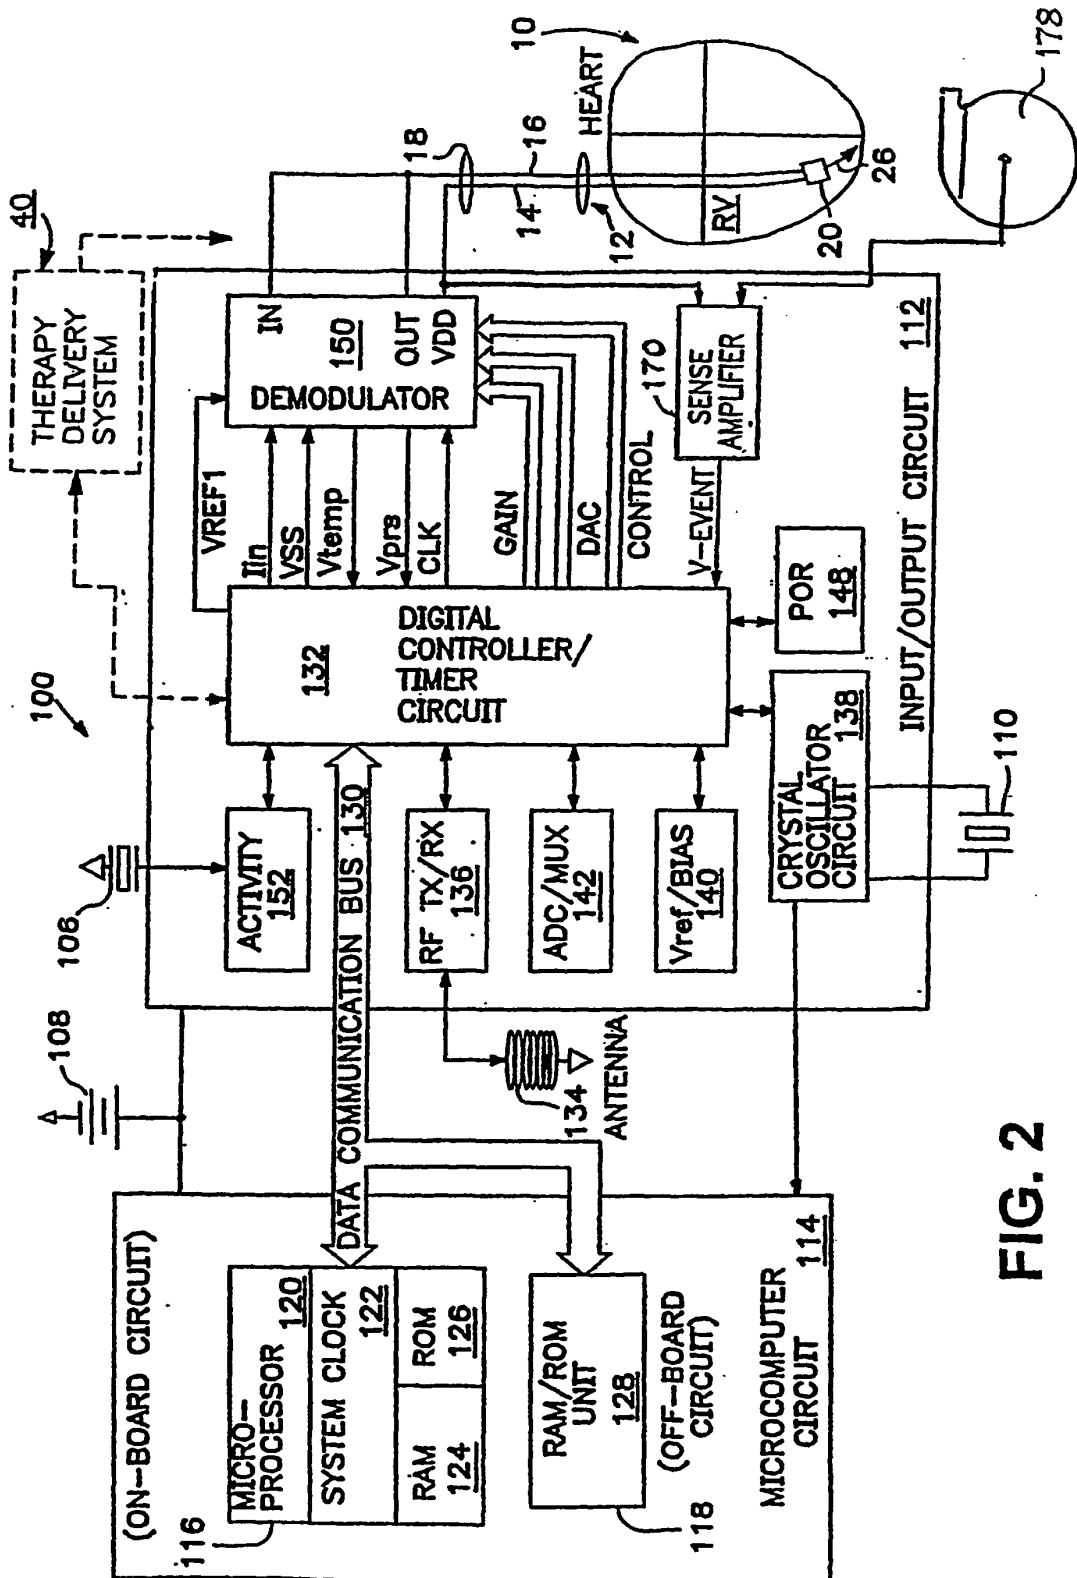 100
40
THERAPY
DELIVERY
SYSTEM
108
106
(ON-BOARD CIRCUIT)
116
MICRO-
PROCESSOR
120
SYSTEM CLOCK
122
RAM
124
ROM
126
RAM/ROM
UNIT
128
118
(OFF-BOARD
CIRCUIT)
MICROCOMPUTER
CIRCUIT
114
DATA COMMUNICATION BUS 130
134
ANTENNA
ACTIVITY
152
RF TX/RX
136
ADC/MUX
142
Vref/BIAS
140
CRYSTAL
OSCILLATOR
CIRCUIT 138
110
132
DIGITAL
CONTROLLER/
TIMER
CIRCUIT
POR
148
VREF1
Iin
VSS
Vtemp
Vprs
CLK
GAIN
DAC
CONTROL
V-EVENT
IN
150
OUT
VDD
DEMODULATOR
170
SENSE
AMPLIFIER
INPUT/OUTPUT CIRCUIT 112
18
16
14
12
HEART
10
RV
20
26
178
FIG. 2